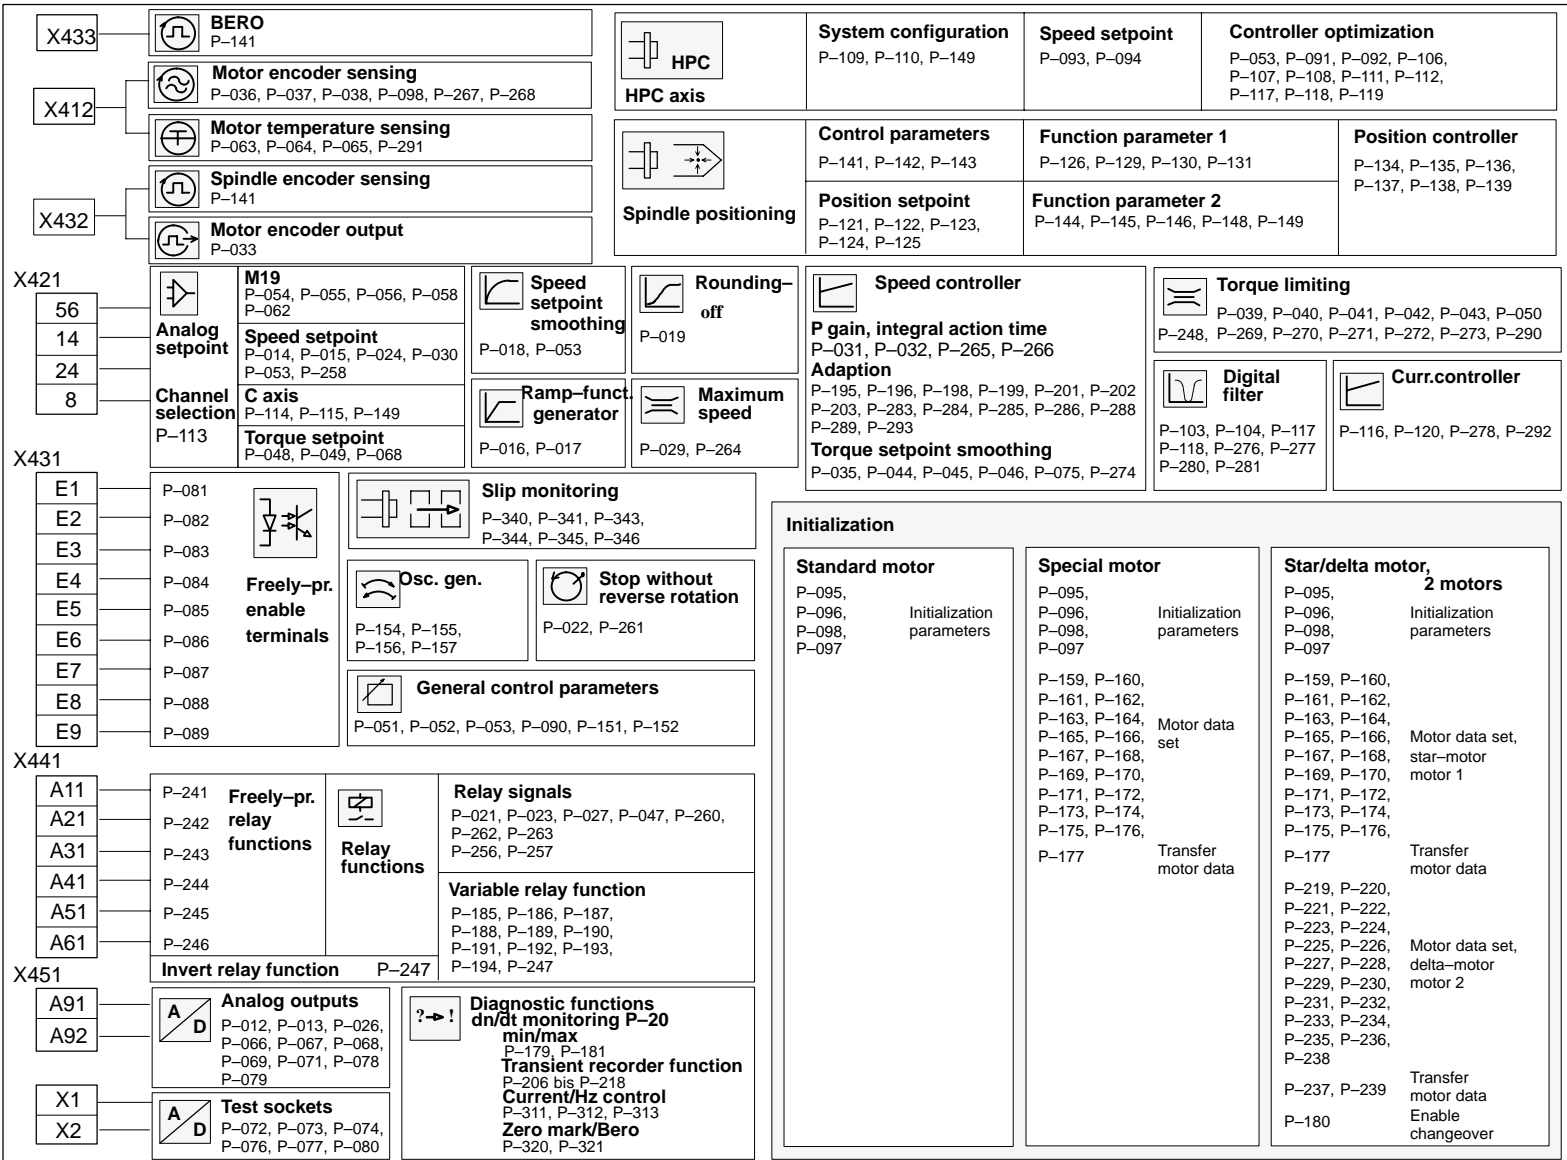 X433
BERO
P–141
X412
Motor encoder sensing
P–036, P–037, P–038, P–098, P–267, P–268
Motor temperature sensing
P–063, P–064, P–065, P–291
X432
Spindle encoder sensing
P–141
Motor encoder output
P–033
HPC
HPC axis
System configuration
P–109, P–110, P–149
Speed setpoint
P–093, P–094
Controller optimization
P–053, P–091, P–092, P–106,
P–107, P–108, P–111, P–112,
P–117, P–118, P–119
Spindle positioning
Control parameters
P–141, P–142, P–143
Function parameter 1
P–126, P–129, P–130, P–131
Position controller
P–134, P–135, P–136,
P–137, P–138, P–139
Position setpoint
P–121, P–122, P–123,
P–124, P–125
Function parameter 2
P–144, P–145, P–146, P–148, P–149
X421
56
14
24
8
Analog
setpoint
Channel
selection
P–113
M19
P–054, P–055, P–056, P–058
P–062
Speed setpoint
P–014, P–015, P–024, P–030
P–053, P–258
C axis
P–114, P–115, P–149
Torque setpoint
P–048, P–049, P–068
Speed
setpoint
smoothing
P–018, P–053
Rounding–
off
P–019
Ramp–funct.
generator
P–016, P–017
Maximum
speed
P–029, P–264
Speed controller
P gain, integral action time
P–031, P–032, P–265, P–266
Adaption
P–195, P–196, P–198, P–199, P–201, P–202
P–203, P–283, P–284, P–285, P–286, P–288
P–289, P–293
Torque setpoint smoothing
P–035, P–044, P–045, P–046, P–075, P–274
Torque limiting
P–039, P–040, P–041, P–042, P–043, P–050
P–248, P–269, P–270, P–271, P–272, P–273, P–290
Digital
filter
P–103, P–104, P–117
P–118, P–276, P–277
P–280, P–281
Curr.controller
P–116, P–120, P–278, P–292
X431
E1
E2
E3
E4
E5
E6
E7
E8
E9
P–081
P–082
P–083
P–084
P–085
P–086
P–087
P–088
P–089
Freely–pr.
enable
terminals
Slip monitoring
P–340, P–341, P–343,
P–344, P–345, P–346
Osc. gen.
P–154, P–155,
P–156, P–157
Stop without
reverse rotation
P–022, P–261
General control parameters
P–051, P–052, P–053, P–090, P–151, P–152
X441
A11
A21
A31
A41
A51
A61
P–241
P–242
P–243
P–244
P–245
P–246
Freely–pr.
relay
functions
Relay
functions
Relay signals
P–021, P–023, P–027, P–047, P–260,
P–262, P–263
P–256, P–257
Variable relay function
P–185, P–186, P–187,
P–188, P–189, P–190,
P–191, P–192, P–193,
P–194, P–247
Invert relay function P–247
X451
A91
A92
A
D
Analog outputs
P–012, P–013, P–026,
P–066, P–067, P–068,
P–069, P–071, P–078
P–079
X1
X2
A
D
Test sockets
P–072, P–073, P–074,
P–076, P–077, P–080
? !
Diagnostic functions
dn/dt monitoring P–20
min/max
P–179, P–181
Transient recorder function
P–206 bis P–218
Current/Hz control
P–311, P–312, P–313
Zero mark/Bero
P–320, P–321
Initialization
Standard motor
P–095,
P–096, Initialization
P–098, parameters
P–097
Special motor
P–095,
P–096, Initialization
P–098, parameters
P–097
P–159, P–160,
P–161, P–162,
P–163, P–164, Motor data
P–165, P–166, set
P–167, P–168,
P–169, P–170,
P–171, P–172,
P–173, P–174,
P–175, P–176,
P–177 Transfer
motor data
Star/delta motor,
2 motors
P–095,
P–096, Initialization
P–098, parameters
P–097
P–159, P–160,
P–161, P–162,
P–163, P–164,
P–165, P–166, Motor data set,
P–167, P–168, star–motor
P–169, P–170, motor 1
P–171, P–172,
P–173, P–174,
P–175, P–176,
P–177 Transfer
motor data
P–219, P–220,
P–221, P–222,
P–223, P–224,
P–225, P–226, Motor data set,
P–227, P–228, delta–motor
P–229, P–230, motor 2
P–231, P–232,
P–233, P–234,
P–235, P–236,
P–238
P–237, P–239 Transfer
motor data
P–180 Enable
changeover